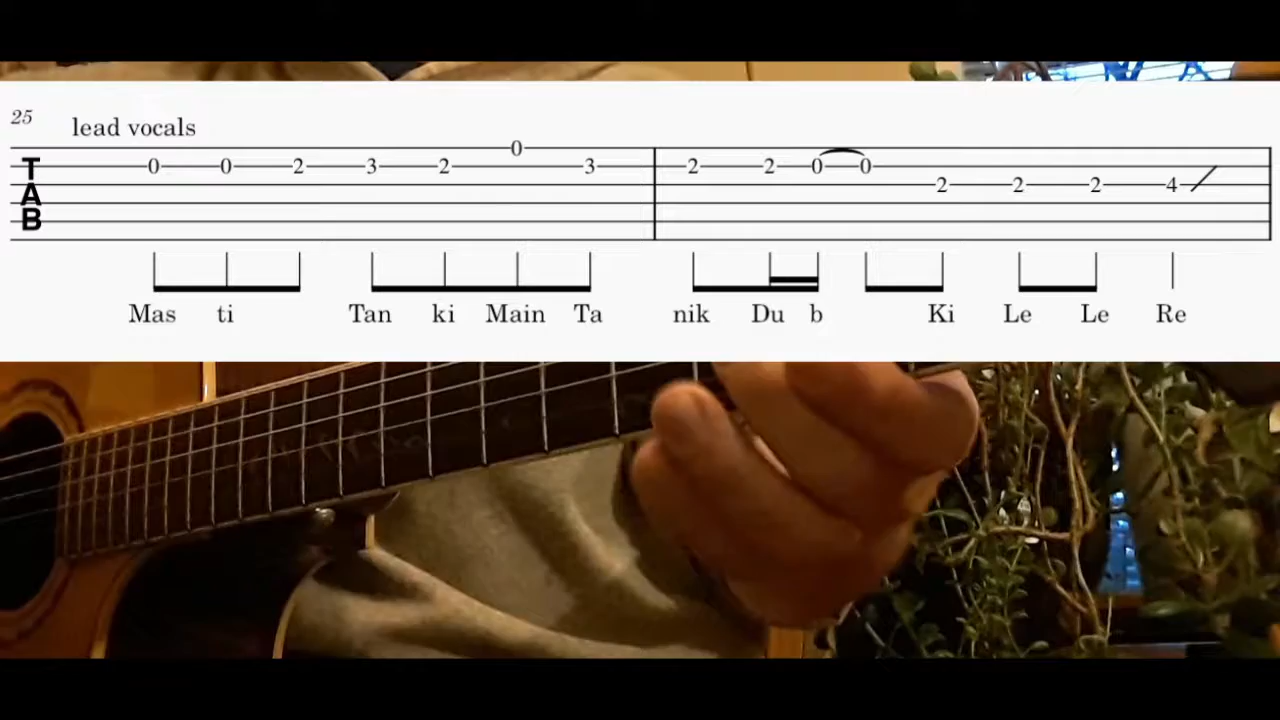 25
lead vocals
0 0 2 3 2 0 3 2 2 0 0 2 2 2 4
T
A
B
Mas ti Tan ki Main Ta nik Du b Ki Le Le Re